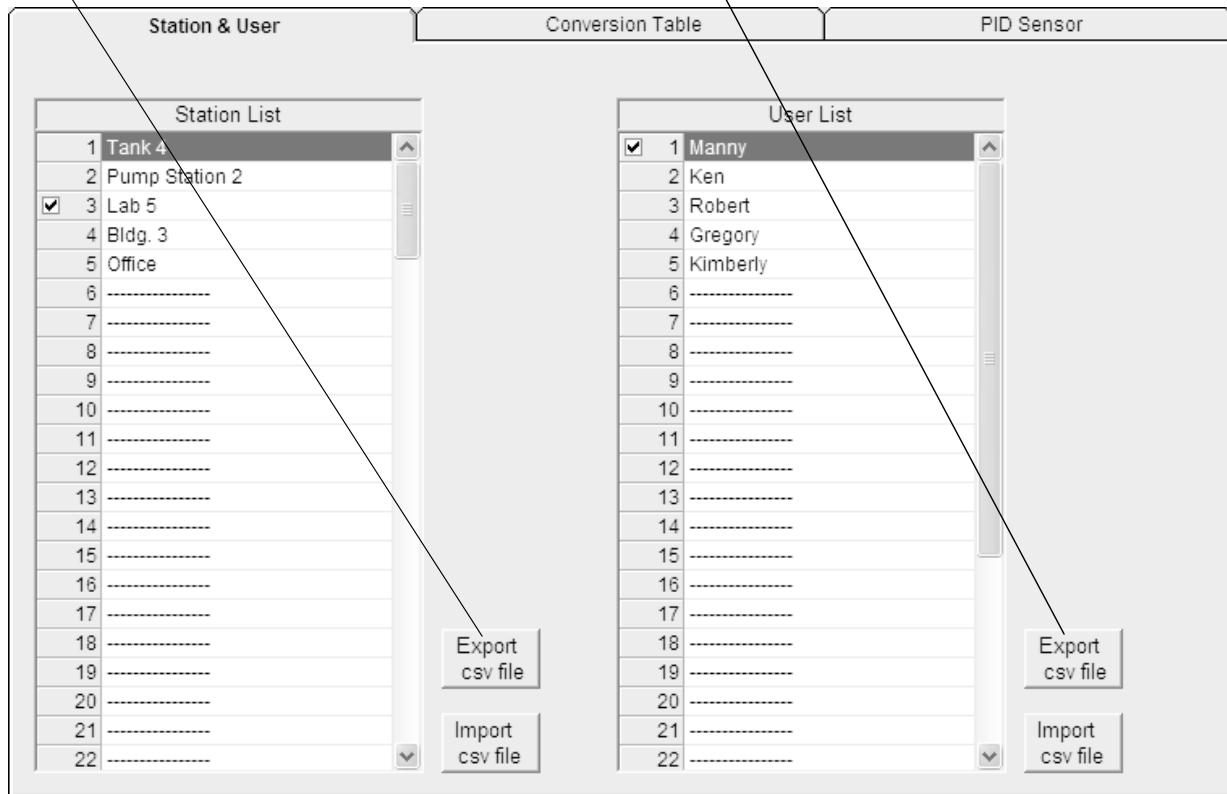 Station & User Conversion Table PID Sensor
Station List
1 Tank 4
2 Pump Station 2
3 Lab 5
4 Bldg. 3
5 Office
6 ----------------
7 ----------------
8 ----------------
9 ----------------
10 ----------------
11 ----------------
12 ----------------
13 ----------------
14 ----------------
15 ----------------
16 ----------------
17 ----------------
18 ----------------
19 ----------------
20 ----------------
21 ----------------
22 ----------------
Export
csv file
Import
csv file
User List
1 Manny
2 Ken
3 Robert
4 Gregory
5 Kimberly
6 ----------------
7 ----------------
8 ----------------
9 ----------------
10 ----------------
11 ----------------
12 ----------------
13 ----------------
14 ----------------
15 ----------------
16 ----------------
17 ----------------
18 ----------------
19 ----------------
20 ----------------
21 ----------------
22 ----------------
Export
csv file
Import
csv file